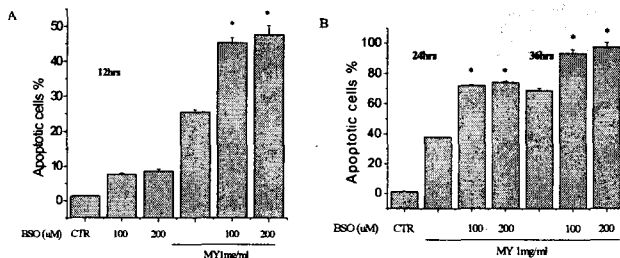 A
Apoptotic cells %
50
40
30
20
10
0
12hrs
*
*
BSO (uM) CTR 100 200 100 200
MY1mg/ml
B
Apoptotic cells %
100
80
60
40
20
0
24hrs
36hrs
*
*
*
*
BSO (uM) CTR 100 200 100 200
MY 1mg/ml